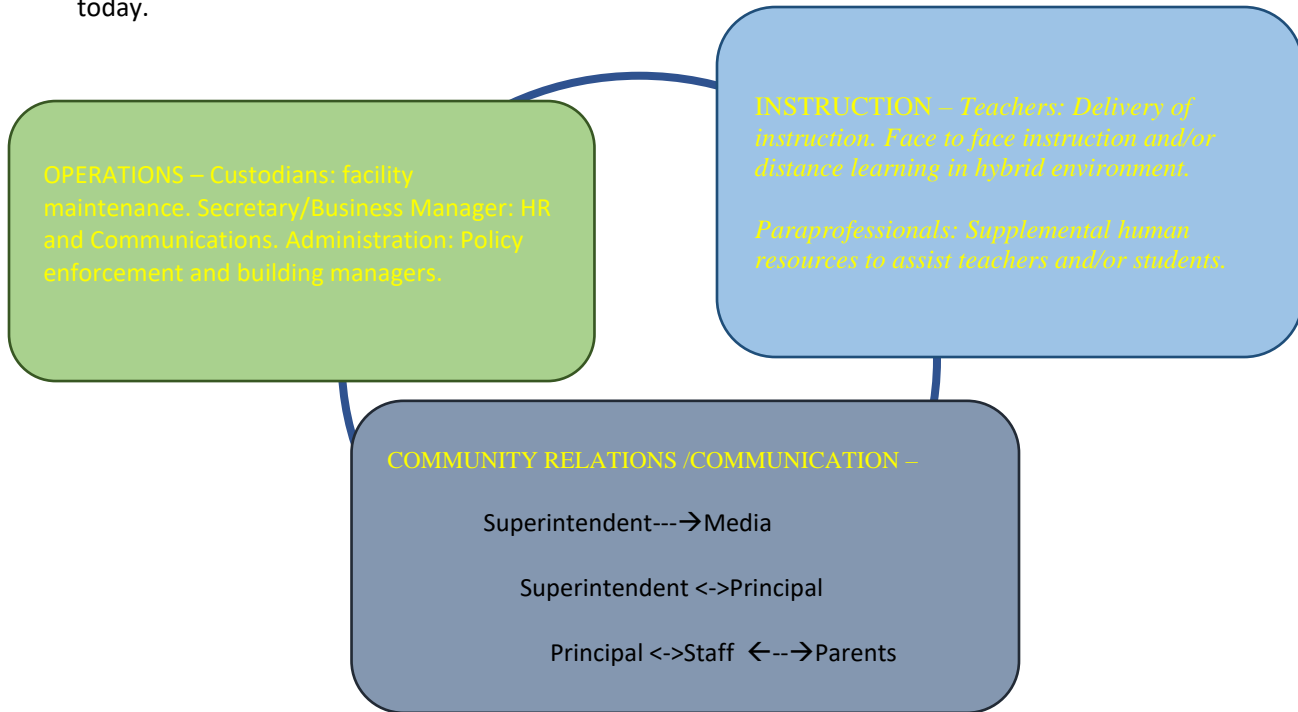 today.
OPERATIONS – Custodians: facility
maintenance. Secretary/Business Manager: HR
and Communications. Administration: Policy
enforcement and building managers.
INSTRUCTION – Teachers: Delivery of
instruction. Face to face instruction and/or
distance learning in hybrid environment.
Paraprofessionals: Supplemental human
resources to assist teachers and/or students.
COMMUNITY RELATIONS /COMMUNICATION –
Superintendent---→Media
Superintendent <->Principal
Principal <->Staff ←--→Parents